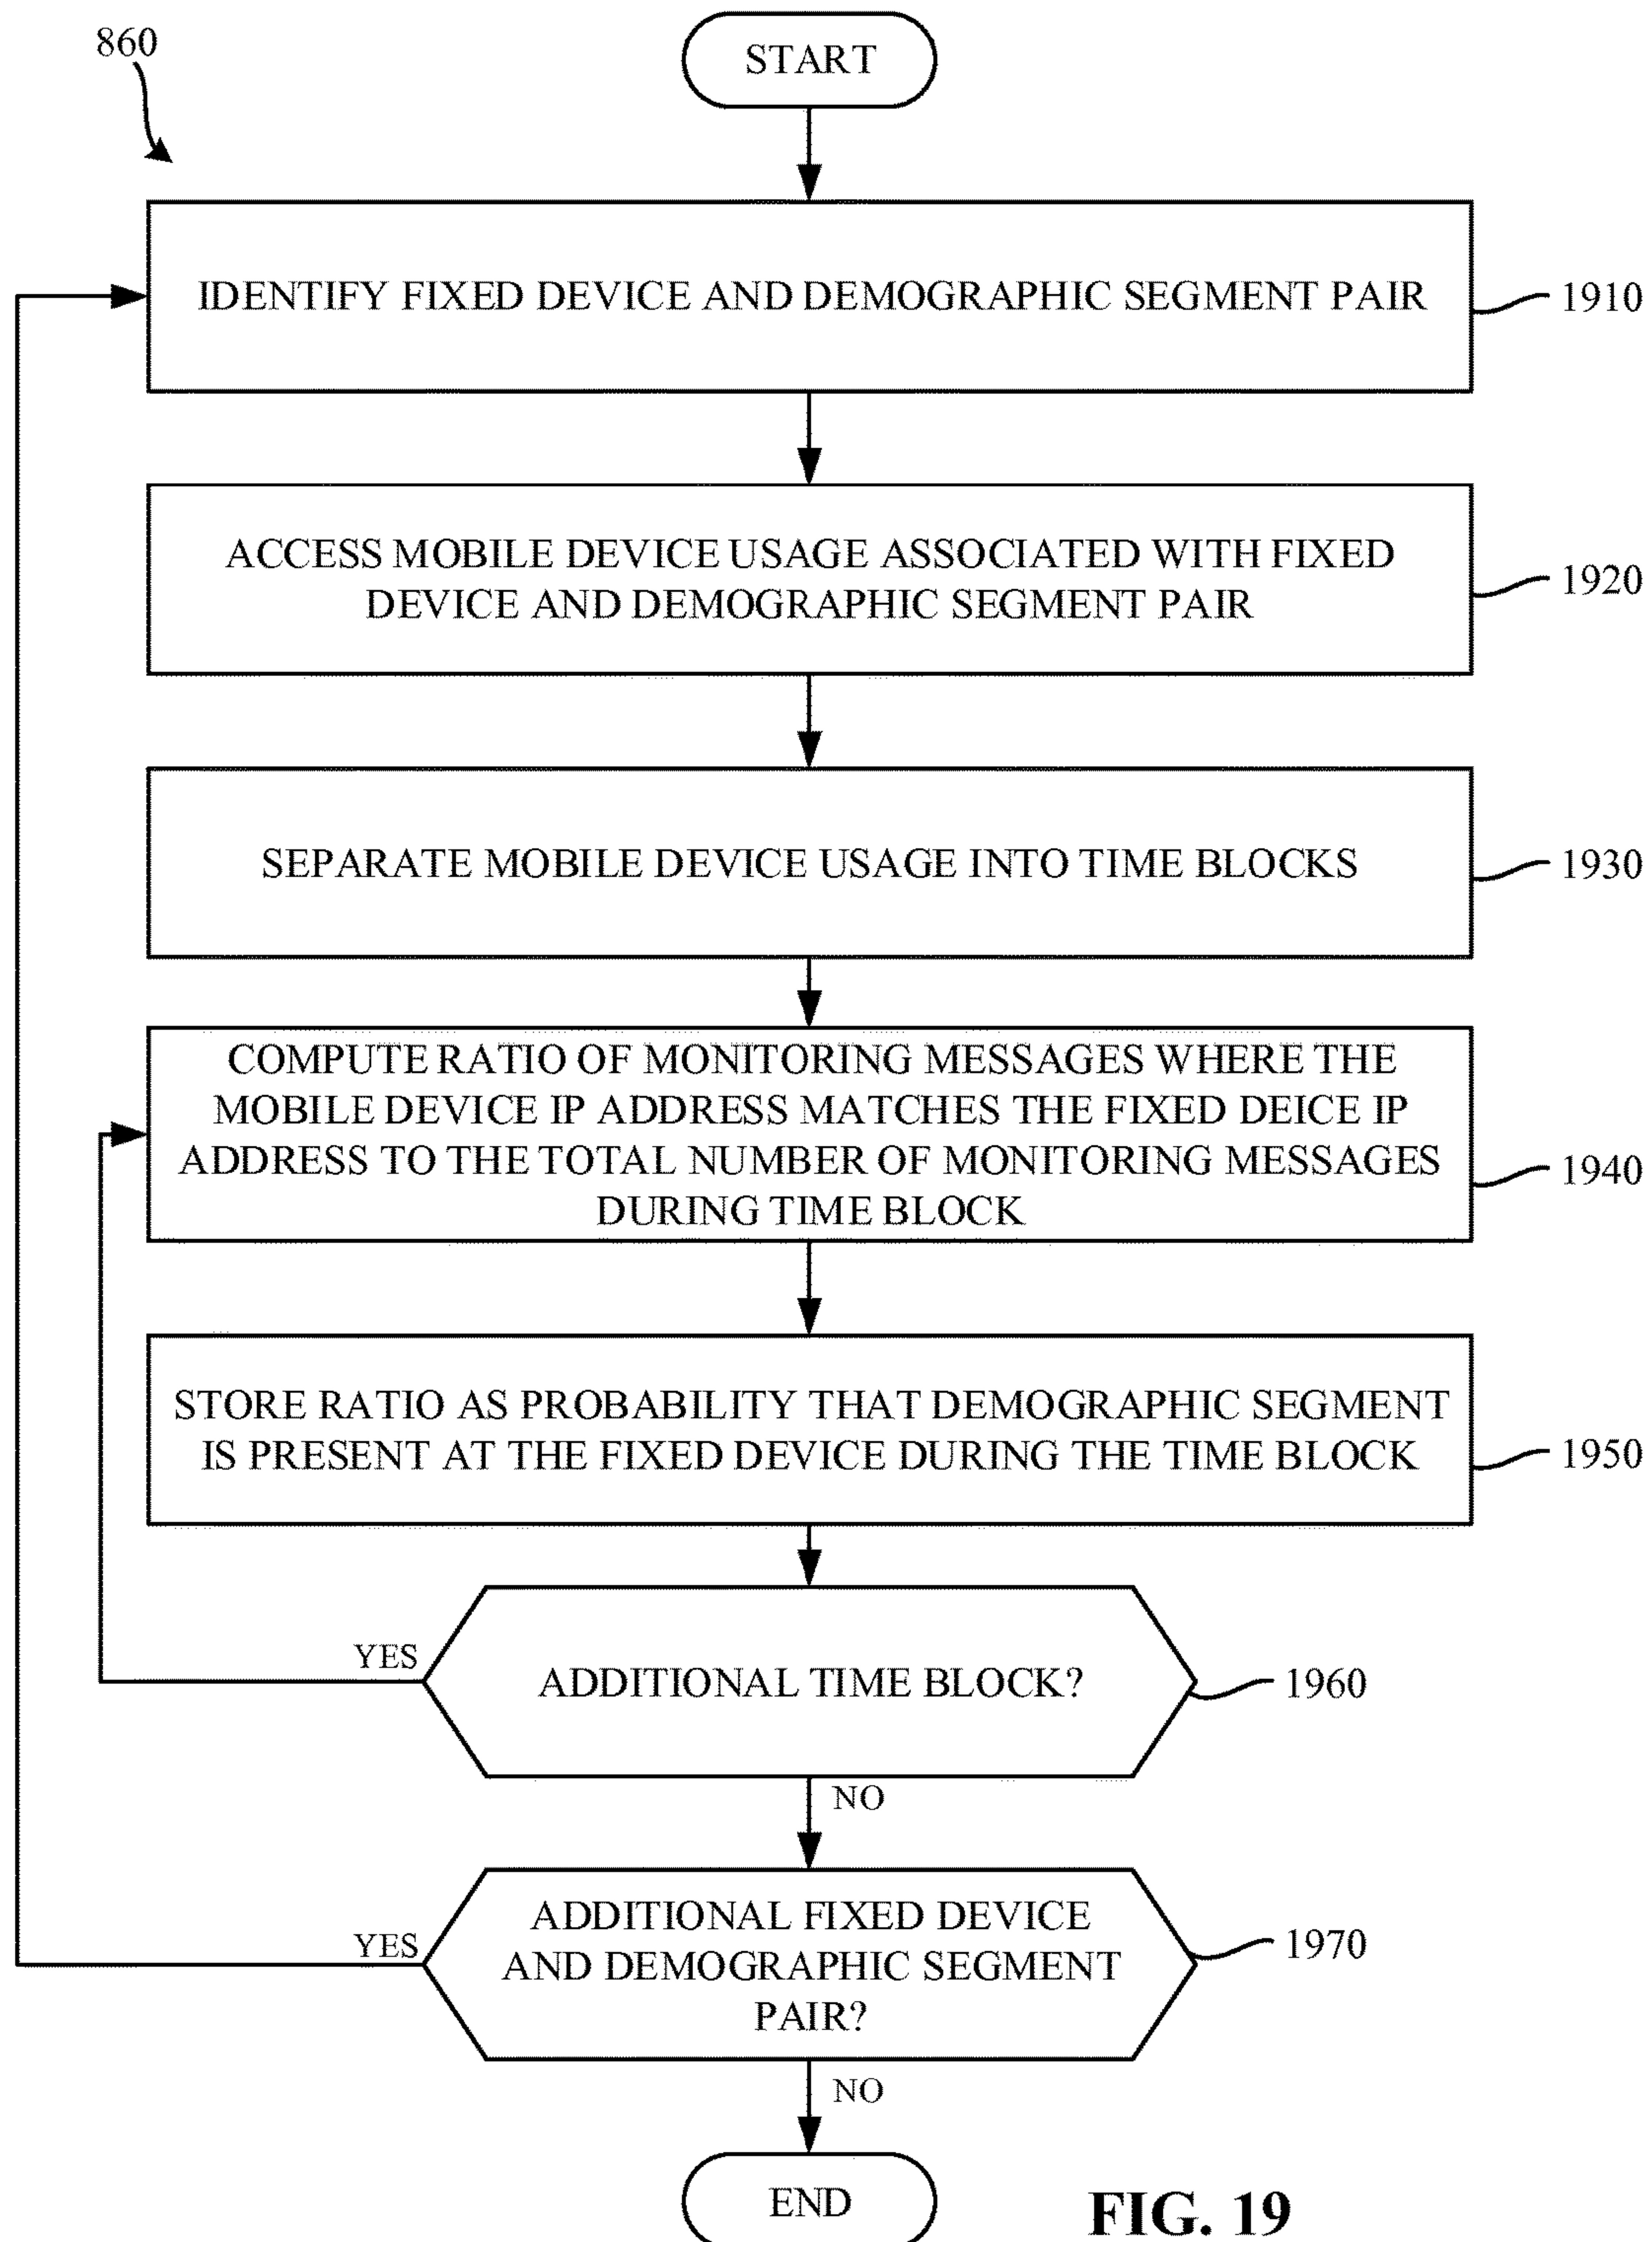 860
START
IDENTIFY FIXED DEVICE AND DEMOGRAPHIC SEGMENT PAIR
1910
ACCESS MOBILE DEVICE USAGE ASSOCIATED WITH FIXED
DEVICE AND DEMOGRAPHIC SEGMENT PAIR
1920
SEPARATE MOBILE DEVICE USAGE INTO TIME BLOCKS
1930
COMPUTE RATIO OF MONITORING MESSAGES WHERE THE
MOBILE DEVICE IP ADDRESS MATCHES THE FIXED DEICE IP
ADDRESS TO THE TOTAL NUMBER OF MONITORING MESSAGES
DURING TIME BLOCK
1940
STORE RATIO AS PROBABILITY THAT DEMOGRAPHIC SEGMENT
IS PRESENT AT THE FIXED DEVICE DURING THE TIME BLOCK
1950
YES
ADDITIONAL TIME BLOCK?
1960
NO
YES
ADDITIONAL FIXED DEVICE
AND DEMOGRAPHIC SEGMENT
PAIR?
1970
NO
END
FIG. 19